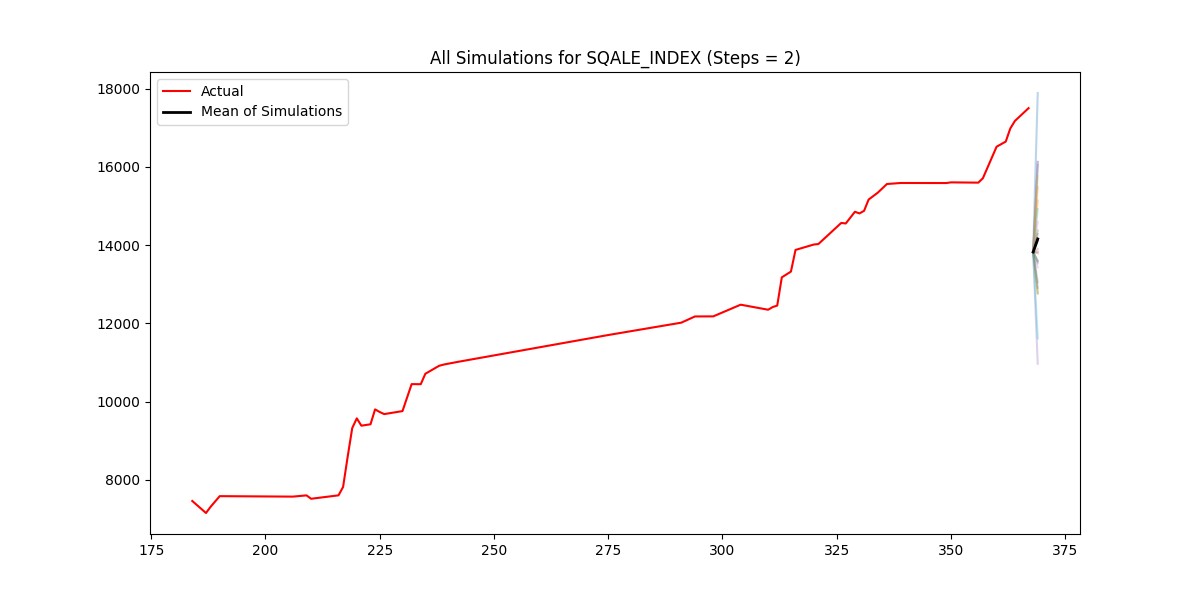 All Simulations for SQALE_INDEX (Steps = 2)
Actual
Mean of Simulations
18000
16000
14000
12000
10000
8000
175 200 225 250 275 300 325 350 375